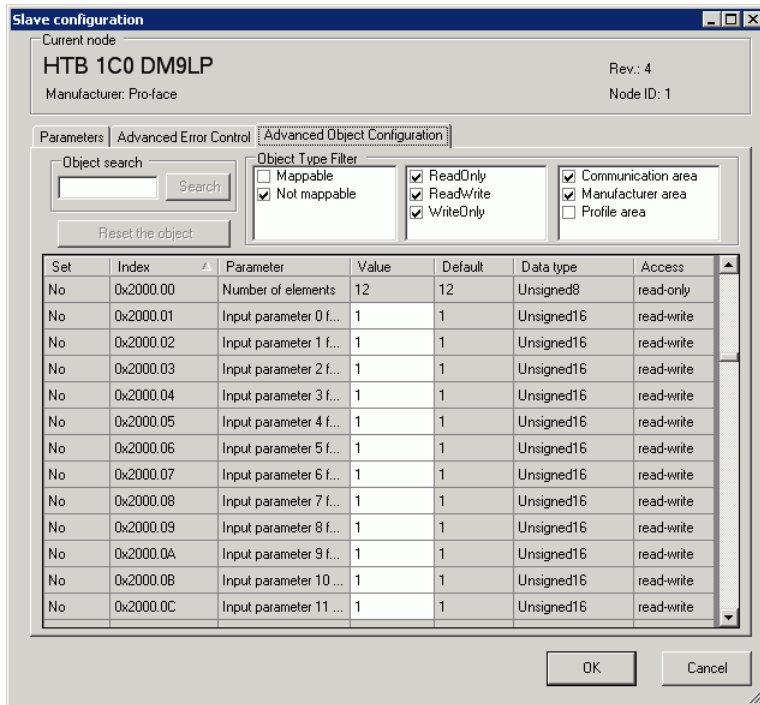 Slave configuration
Current node
HTB 1C0 DM9LP
Rev.: 4
Manufacturer: Pro-face
Node ID: 1
Parameters Advanced Error Control Advanced Object Configuration
Object search
Search
Reset the object
Object Type Filter
Mappable
Not mappable
ReadOnly
ReadWrite
WriteOnly
Communication area
Manufacturer area
Profile area
Set Index Parameter Value Default Data type Access
No 0x2000.00 Number of elements 12 12 Unsigned8 read-only
No 0x2000.01 Input parameter 0 f... 1 1 Unsigned16 read-write
No 0x2000.02 Input parameter 1 f... 1 1 Unsigned16 read-write
No 0x2000.03 Input parameter 2 f... 1 1 Unsigned16 read-write
No 0x2000.04 Input parameter 3 f... 1 1 Unsigned16 read-write
No 0x2000.05 Input parameter 4 f... 1 1 Unsigned16 read-write
No 0x2000.06 Input parameter 5 f... 1 1 Unsigned16 read-write
No 0x2000.07 Input parameter 6 f... 1 1 Unsigned16 read-write
No 0x2000.08 Input parameter 7 f... 1 1 Unsigned16 read-write
No 0x2000.09 Input parameter 8 f... 1 1 Unsigned16 read-write
No 0x2000.0A Input parameter 9 f... 1 1 Unsigned16 read-write
No 0x2000.0B Input parameter 10 ... 1 1 Unsigned16 read-write
No 0x2000.0C Input parameter 11 ... 1 1 Unsigned16 read-write
OK Cancel